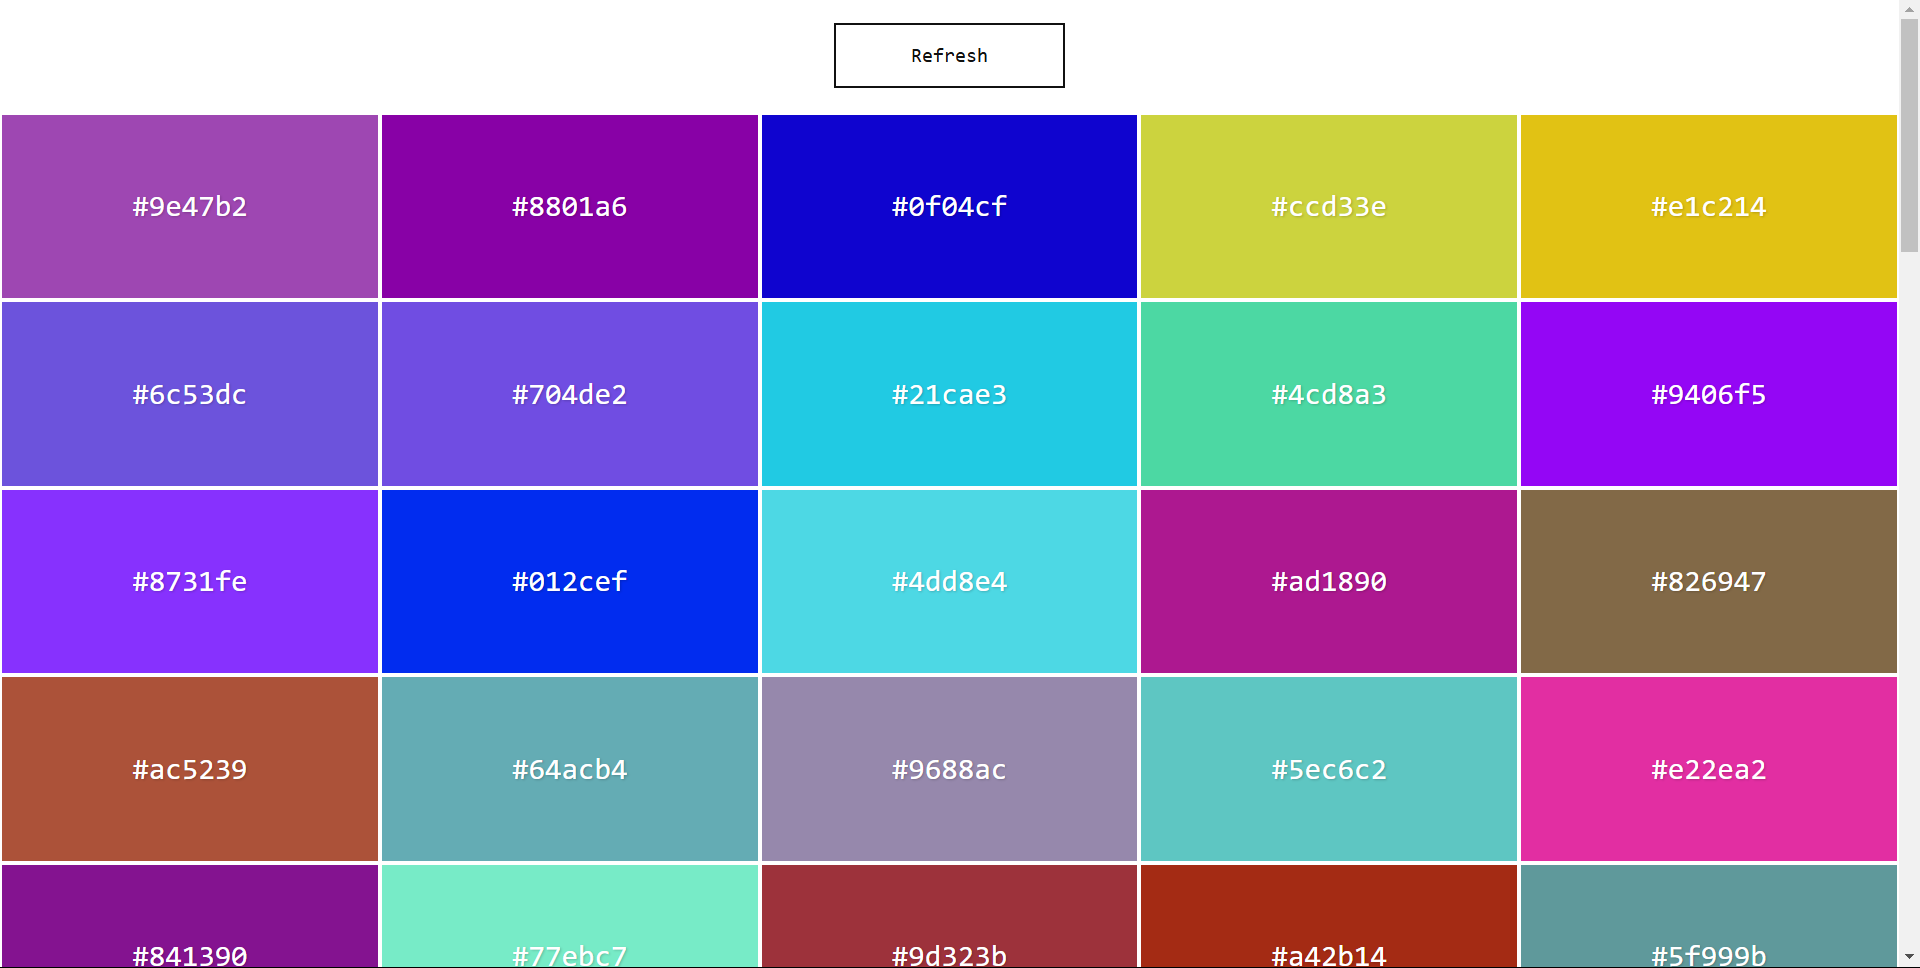 Refresh
#9e47b2 #8801a6 #0f04cf #ccd33e #e1c214
#6c53dc #704de2 #21cae3 #4cd8a3 #9406f5
#8731fe #012cef #4dd8e4 #ad1890 #826947
#ac5239 #64acb4 #9688ac #5ec6c2 #e22ea2
#841390 #77ebc7 #9d323b #a42b14 #5f999b